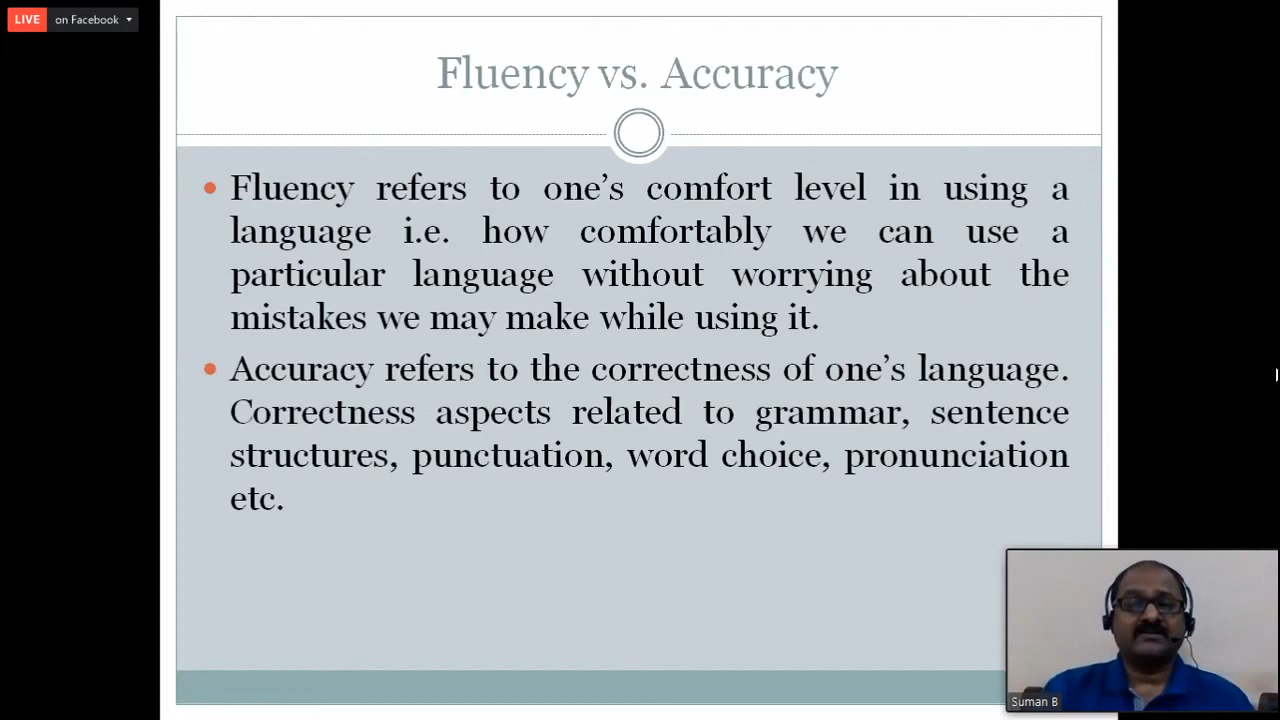 LIVE on Facebook
Fluency vs. Accuracy
• Fluency refers to one’s comfort level in using a
language i.e. how comfortably we can use a
particular language without worrying about the
mistakes we may make while using it.
• Accuracy refers to the correctness of one’s language.
Correctness aspects related to grammar, sentence
structures, punctuation, word choice, pronunciation
etc.
Suman B